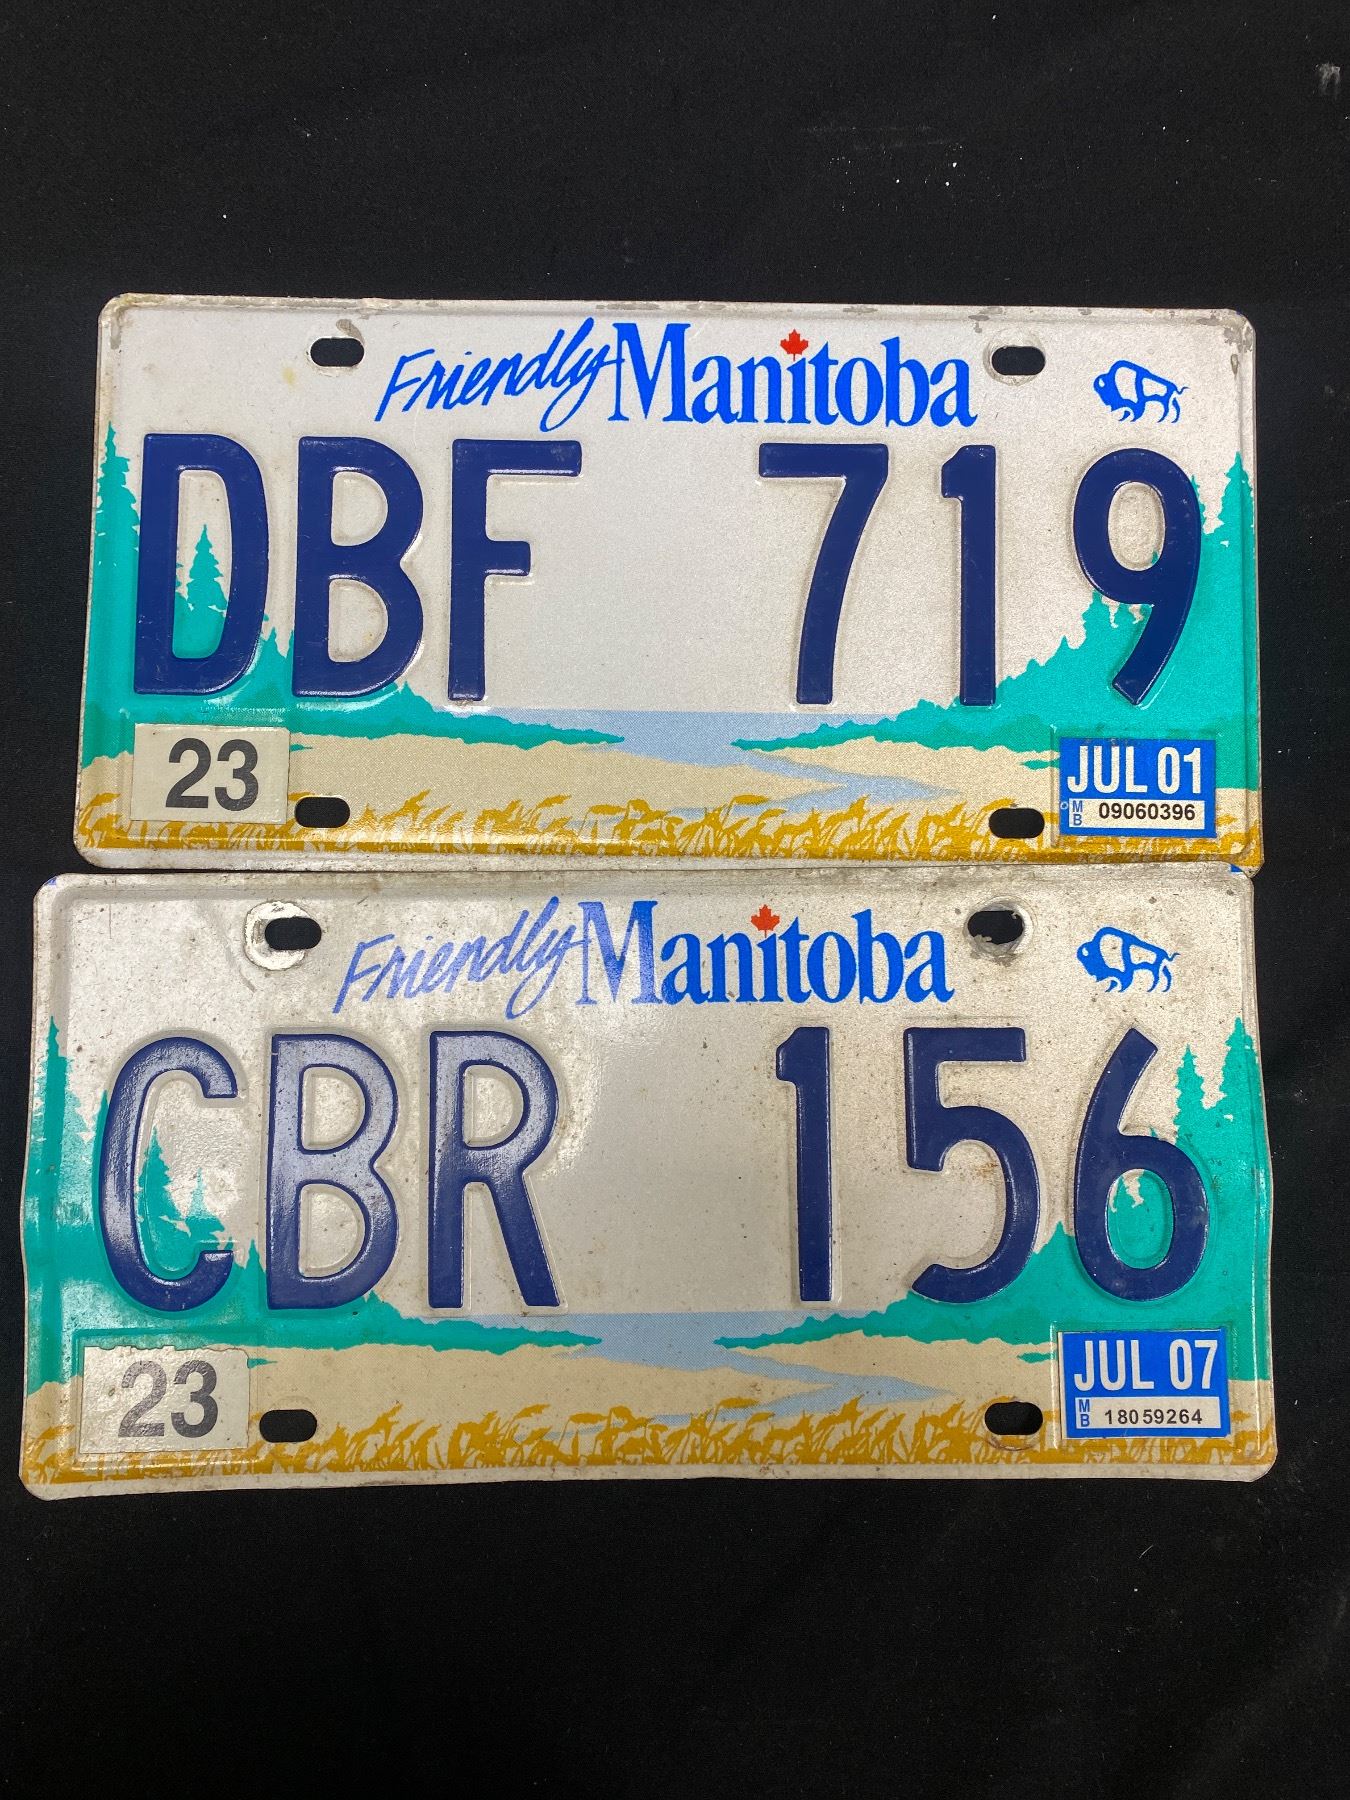 Friendly Manitoba
DBF 719
23
JUL 01
MB 09060396
Friendly Manitoba
CBR 156
23
JUL 07
MB 18059264